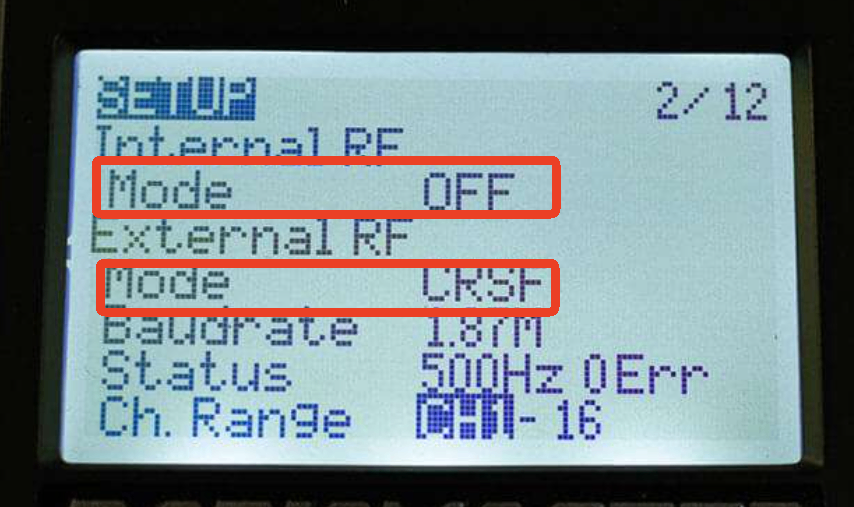 SETUP 2/12
Internal RF
Mode OFF
External RF
Mode CRSF
Baudrate 1.87M
Status 500Hz 0Err
Ch. Range CH1-16